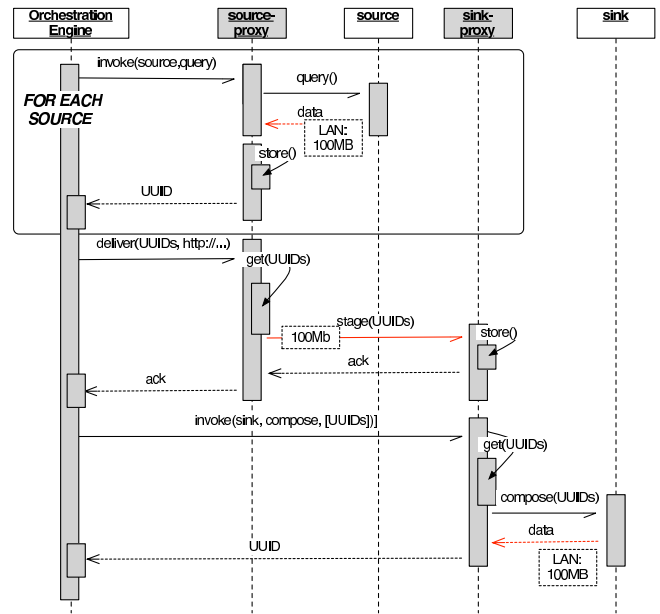 Orchestration
Engine
source-
proxy
source
sink-
proxy
sink
invoke(source,query)
query()
FOR EACH
SOURCE
data
LAN:
100MB
store()
UUID
deliver(UUIDs, http://...)
get(UUIDs)
stage(UUIDs)
100Mb
store()
ack
ack
invoke(sink, compose, [UUIDs])]
get(UUIDs)
compose(UUIDs)
data
UUID
LAN:
100MB